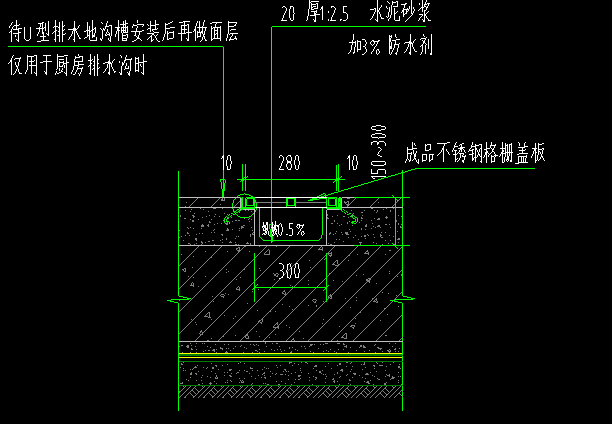 20 厚1:2.5 水泥砂浆
加3% 防水剂
待U型排水地沟槽安装后再做面层
仅用于厨房排水沟时
10 280 10
150~300
成品不锈钢格栅盖板
0.5%
300